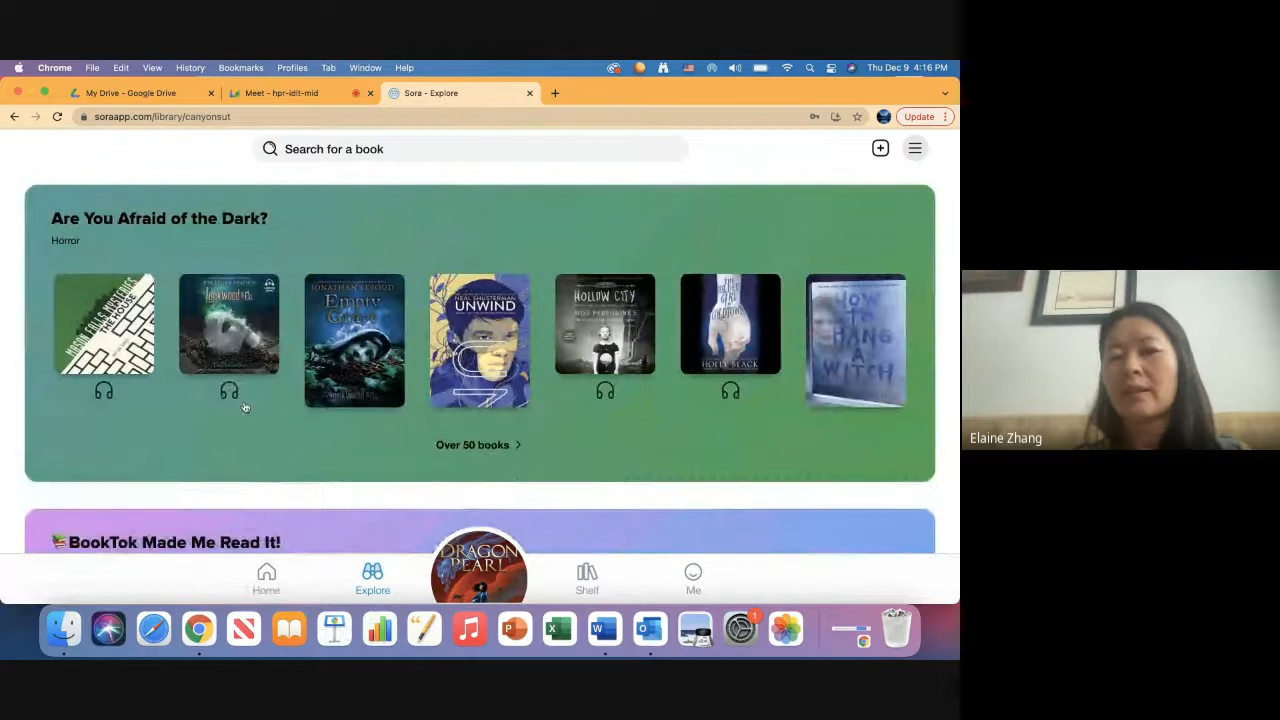 Chrome File Edit View History Bookmarks Profiles Tab Window Help Thu Dec 9 4:16 PM
My Drive - Google Drive Meet - hpr-idit-mid Sora - Explore
soraapp.com/library/canyonsut Update
Search for a book
Are You Afraid of the Dark?
Horror
MASON FALLS MYSTERIES
THE HOUSE
LOCKWOOD & CO.
JONATHAN STROUD
Empty
Grave
NEAL SHUSTERMAN
UNWIND
HOLLOW CITY
MISS PEREGRINE'S
HOLLY BLACK
HOW
TO
HANG
A
WITCH
Over 50 books
BookTok Made Me Read It!
DRAGON
PEARL
Home Explore Shelf Me
1
Elaine Zhang